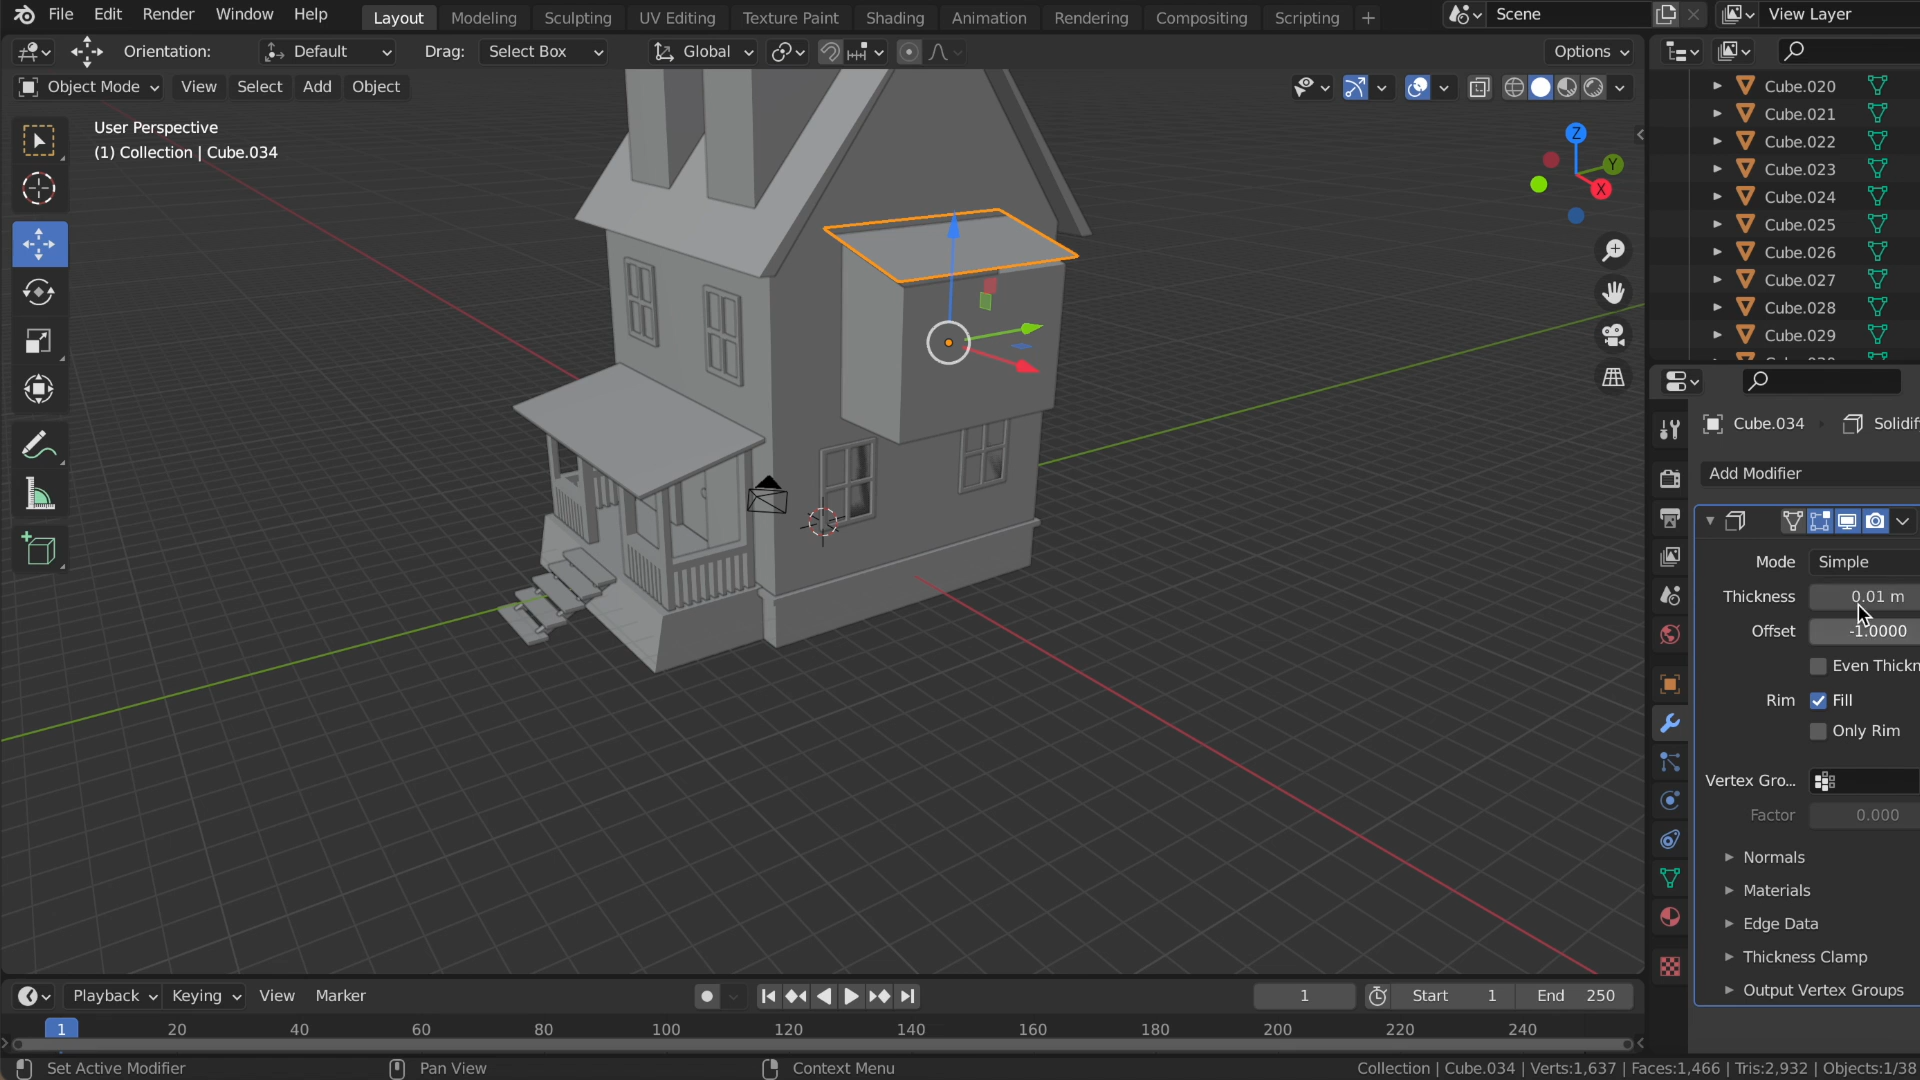 File Edit Render Window Help Layout Modeling Sculpting UV Editing Texture Paint Shading Animation Rendering Compositing Scripting + Scene View Layer
Orientation: Default Drag: Select Box Global Options
Object Mode View Select Add Object
User Perspective
(1) Collection | Cube.034
Z
Y
X
Cube.020
Cube.021
Cube.022
Cube.023
Cube.024
Cube.025
Cube.026
Cube.027
Cube.028
Cube.029
Cube.034 Solidif
Add Modifier
Mode Simple
Thickness 0.01 m
Offset -1.0000
Even Thickn
Rim Fill
Only Rim
Vertex Gro...
Factor 0.000
Normals
Materials
Edge Data
Thickness Clamp
Output Vertex Groups
Playback Keying View Marker 1 Start 1 End 250
1 20 40 60 80 100 120 140 160 180 200 220 240
Set Active Modifier Pan View Context Menu Collection | Cube.034 | Verts:1,637 | Faces:1,466 | Tris:2,932 | Objects:1/38